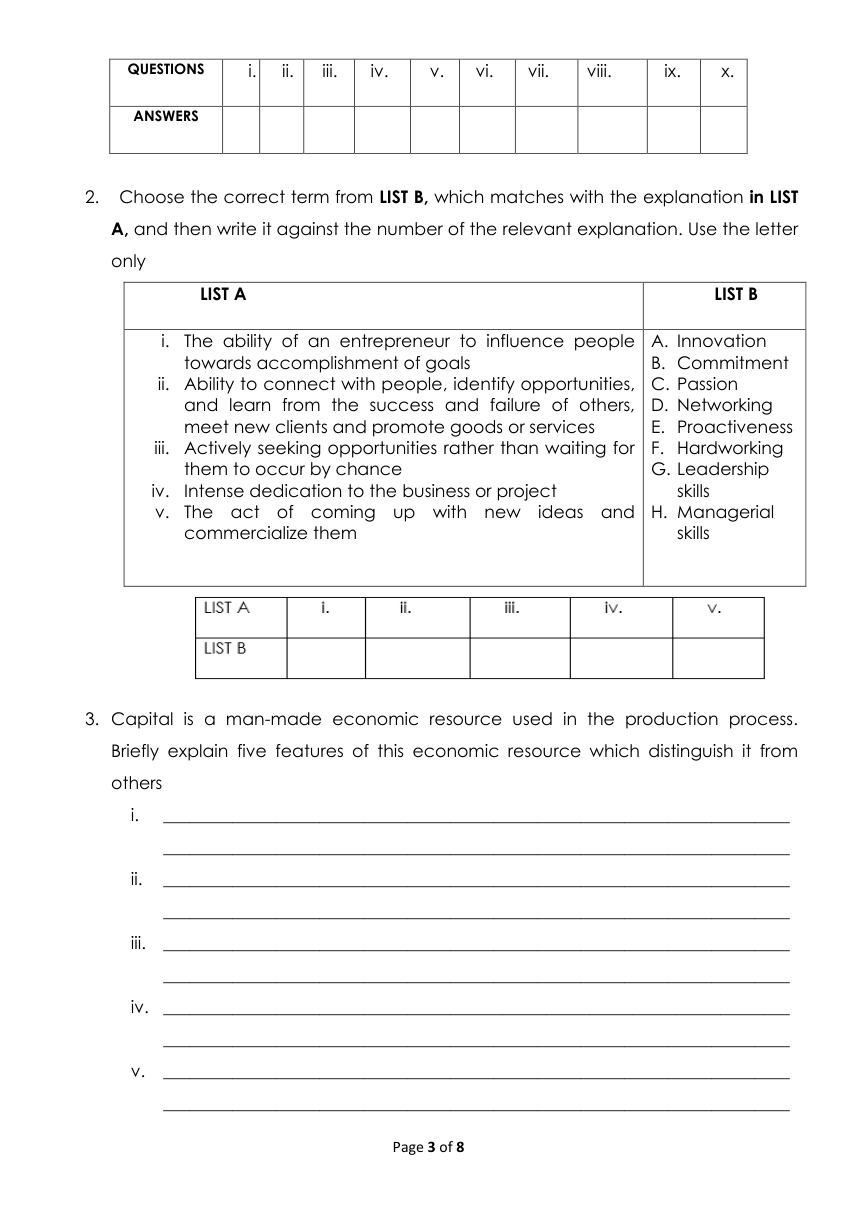 QUESTIONS i. ii. iii. iv. v. vi. vii. viii. ix. x.
ANSWERS
2. Choose the correct term from LIST B, which matches with the explanation in LIST
A, and then write it against the number of the relevant explanation. Use the letter
only
LIST A
i. The ability of an entrepreneur to influence people
towards accomplishment of goals
ii. Ability to connect with people, identify opportunities,
and learn from the success and failure of others,
meet new clients and promote goods or services
iii. Actively seeking opportunities rather than waiting for
them to occur by chance
iv. Intense dedication to the business or project
v. The act of coming up with new ideas and
commercialize them
LIST B
A. Innovation
B. Commitment
C. Passion
D. Networking
E. Proactiveness
F. Hardworking
G. Leadership
skills
H. Managerial
skills
LIST A i. ii. iii. iv. v.
LIST B
3. Capital is a man-made economic resource used in the production process.
Briefly explain five features of this economic resource which distinguish it from
others
i.
ii.
iii.
iv.
v.
Page 3 of 8